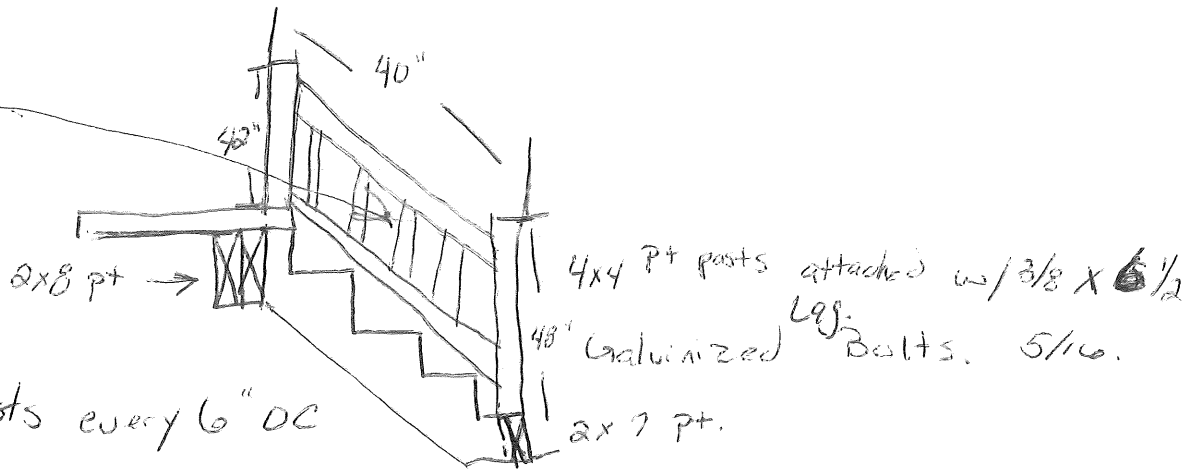 40"
42"
2x8 pt
4x4 pt posts attached w/ 3/8 x 1/2
Lag
48" Galvinized Bolts. 5/16.
2x pt.
sts every 6" OC